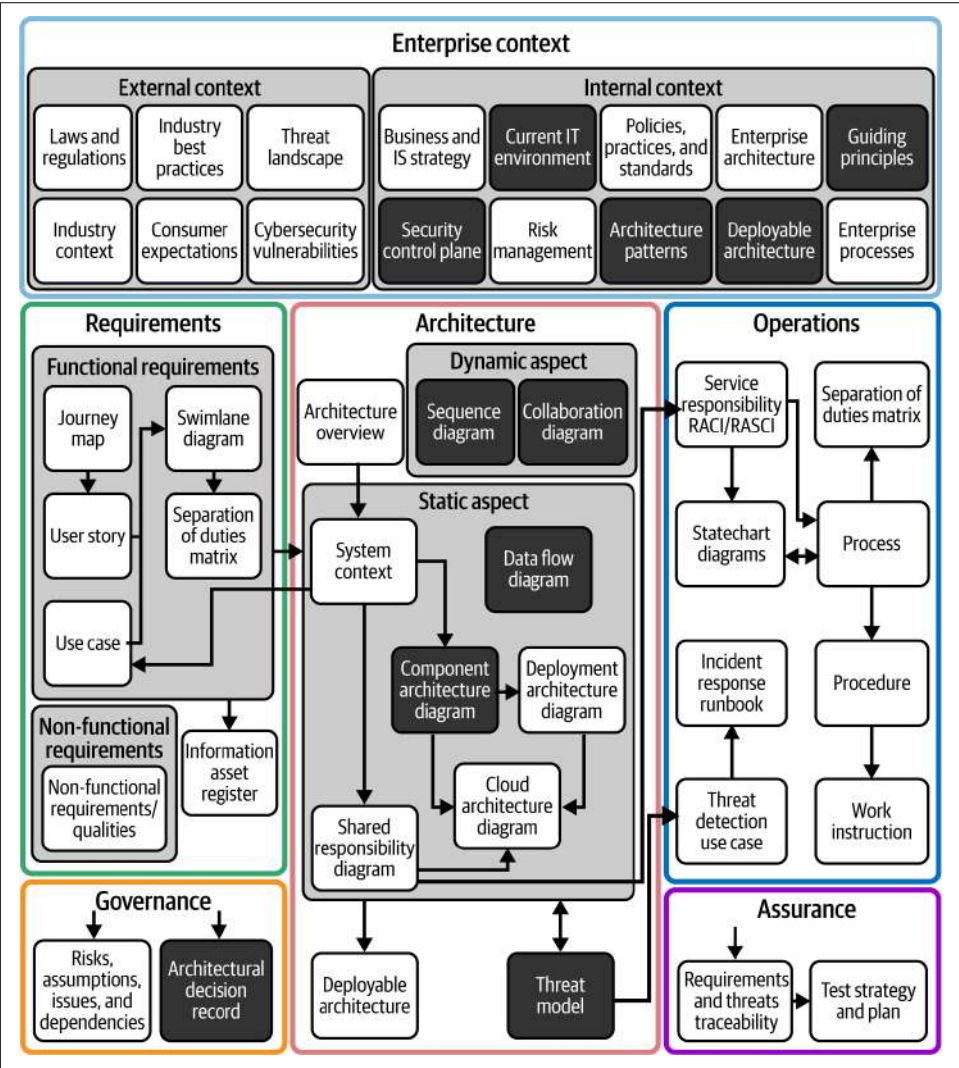 Enterprise context
External context
Laws and
regulations
Industry
best
practices
Threat
landscape
Industry
context
Consumer
expectations
Cybersecurity
vulnerabilities
Internal context
Business and
IS strategy
Current IT
environment
Policies,
practices, and
standards
Enterprise
architecture
Guiding
principles
Security
control plane
Risk
management
Architecture
patterns
Deployable
architecture
Enterprise
processes
Requirements
Functional requirements
Journey
map
Swimlane
diagram
User story
Separation
of duties
matrix
Use case
Non-functional
requirements
Non-functional
requirements/
qualities
Information
asset
register
Architecture
Architecture
overview
Dynamic aspect
Sequence
diagram
Collaboration
diagram
Static aspect
System
context
Data flow
diagram
Component
architecture
diagram
Deployment
architecture
diagram
Cloud
architecture
diagram
Shared
responsibility
diagram
Deployable
architecture
Threat
model
Operations
Service
responsibility
RACI/RASCI
Separation of
duties matrix
Statechart
diagrams
Process
Incident
response
runbook
Procedure
Threat
detection
use case
Work
instruction
Governance
Risks,
assumptions,
issues, and
dependencies
Architectural
decision
record
Assurance
Requirements
and threats
traceability
Test strategy
and plan